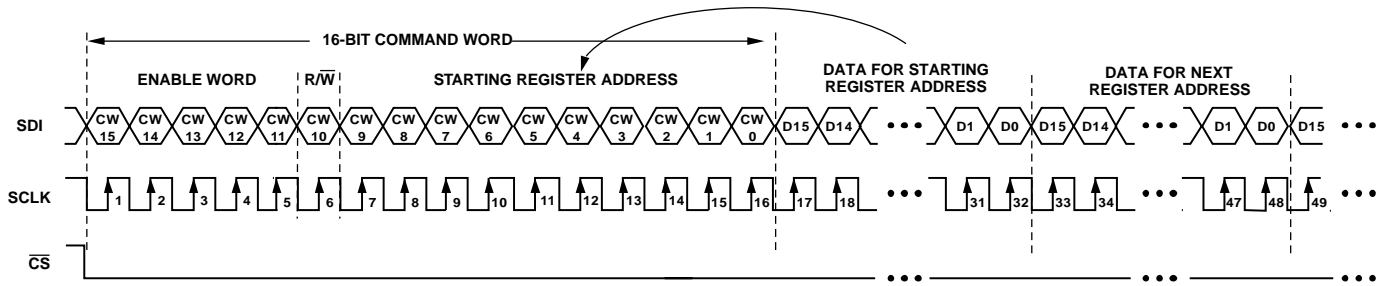 16-BIT COMMAND WORD
ENABLE WORD R/W̅ STARTING REGISTER ADDRESS DATA FOR STARTING REGISTER ADDRESS DATA FOR NEXT REGISTER ADDRESS
SDI CW 15 CW 14 CW 13 CW 12 CW 11 CW 10 CW 9 CW 8 CW 7 CW 6 CW 5 CW 4 CW 3 CW 2 CW 1 CW 0 D15 D14 ••• D1 D0 D15 D14 ••• D1 D0 D15 •••
SCLK 1 2 3 4 5 6 7 8 9 10 11 12 13 14 15 16 17 18 ••• 31 32 33 34 ••• 47 48 49 •••
C̅S̅ ••• ••• •••